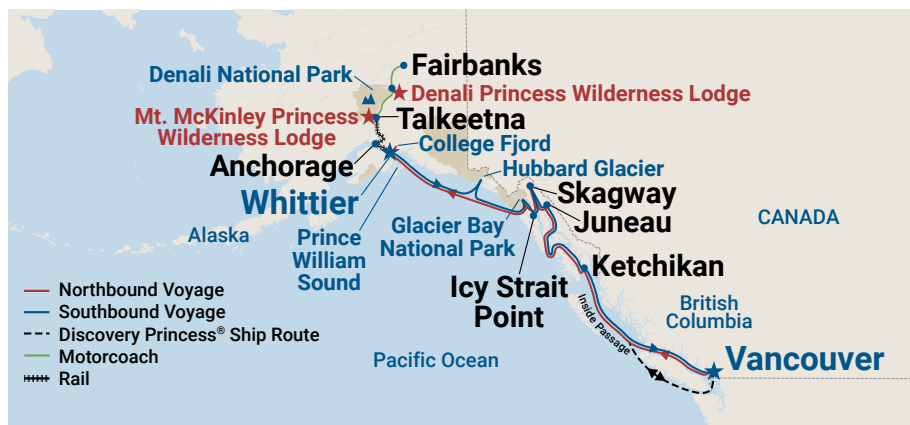 Fairbanks
Denali National Park
Denali Princess Wilderness Lodge
Mt. McKinley Princess
Wilderness Lodge
Talkeetna
College Fjord
Anchorage
Hubbard Glacier
Whittier
Skagway
Juneau
Glacier Bay
National Park
CANADA
Alaska
Prince
William
Sound
Ketchikan
Icy Strait
Point
Northbound Voyage
Southbound Voyage
Discovery Princess® Ship Route
Motorcoach
Rail
Inside Passage
British
Columbia
Pacific Ocean
Vancouver